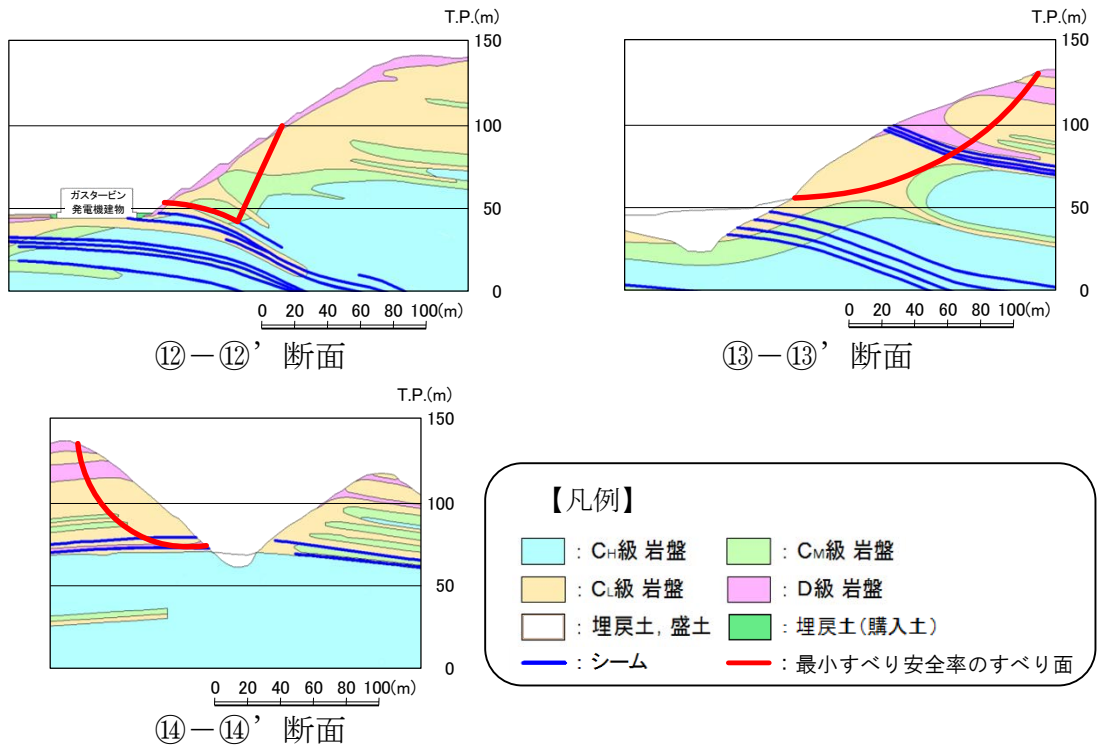 T.P.(m)
150
100
50
0
ガスタービン
発電機建物
0 20 40 60 80 100(m)
⑫－⑫’断面
T.P.(m)
150
100
50
0
0 20 40 60 80 100(m)
⑬－⑬’断面
T.P.(m)
150
100
50
0
0 20 40 60 80 100(m)
⑭－⑭’断面
【凡例】
：CH級 岩盤 ：CM級 岩盤
：CL級 岩盤 ：D級 岩盤
：埋戻土，盛土 ：埋戻土（購入土）
：シーム ：最小すべり安全率のすべり面